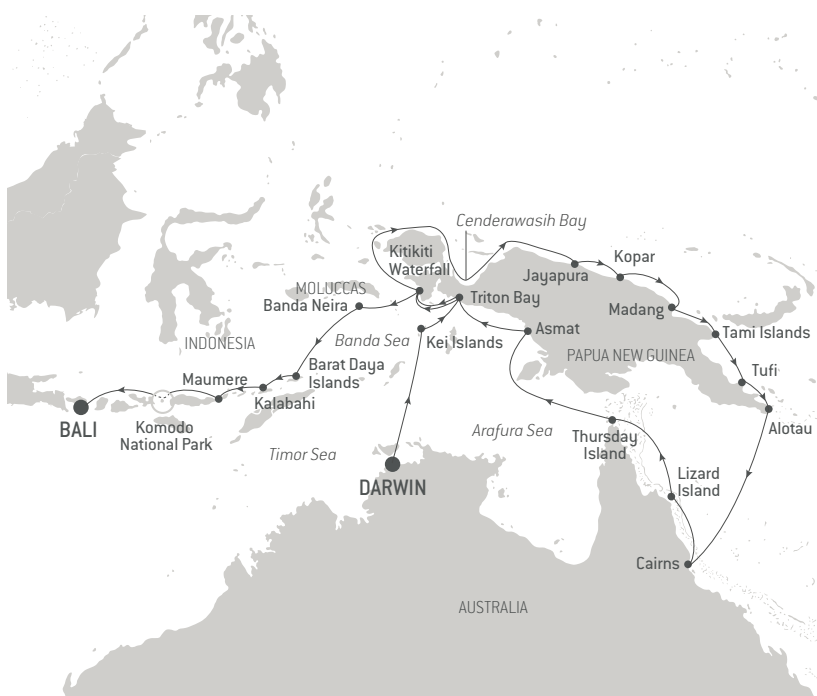 Cenderawasih Bay
Kitikiti
Waterfall
Kopar
Jayapura
MOLUCCAS
Triton Bay
Banda Neira
Madang
Asmat
Tami Islands
Banda Sea
Kei Islands
INDONESIA
PAPUA NEW GUINEA
Barat Daya
Islands
Tufi
Maumere
Kalabahi
BALI
Komodo
National Park
Alotau
Arafura Sea
Thursday
Island
Timor Sea
Lizard
Island
DARWIN
Cairns
AUSTRALIA